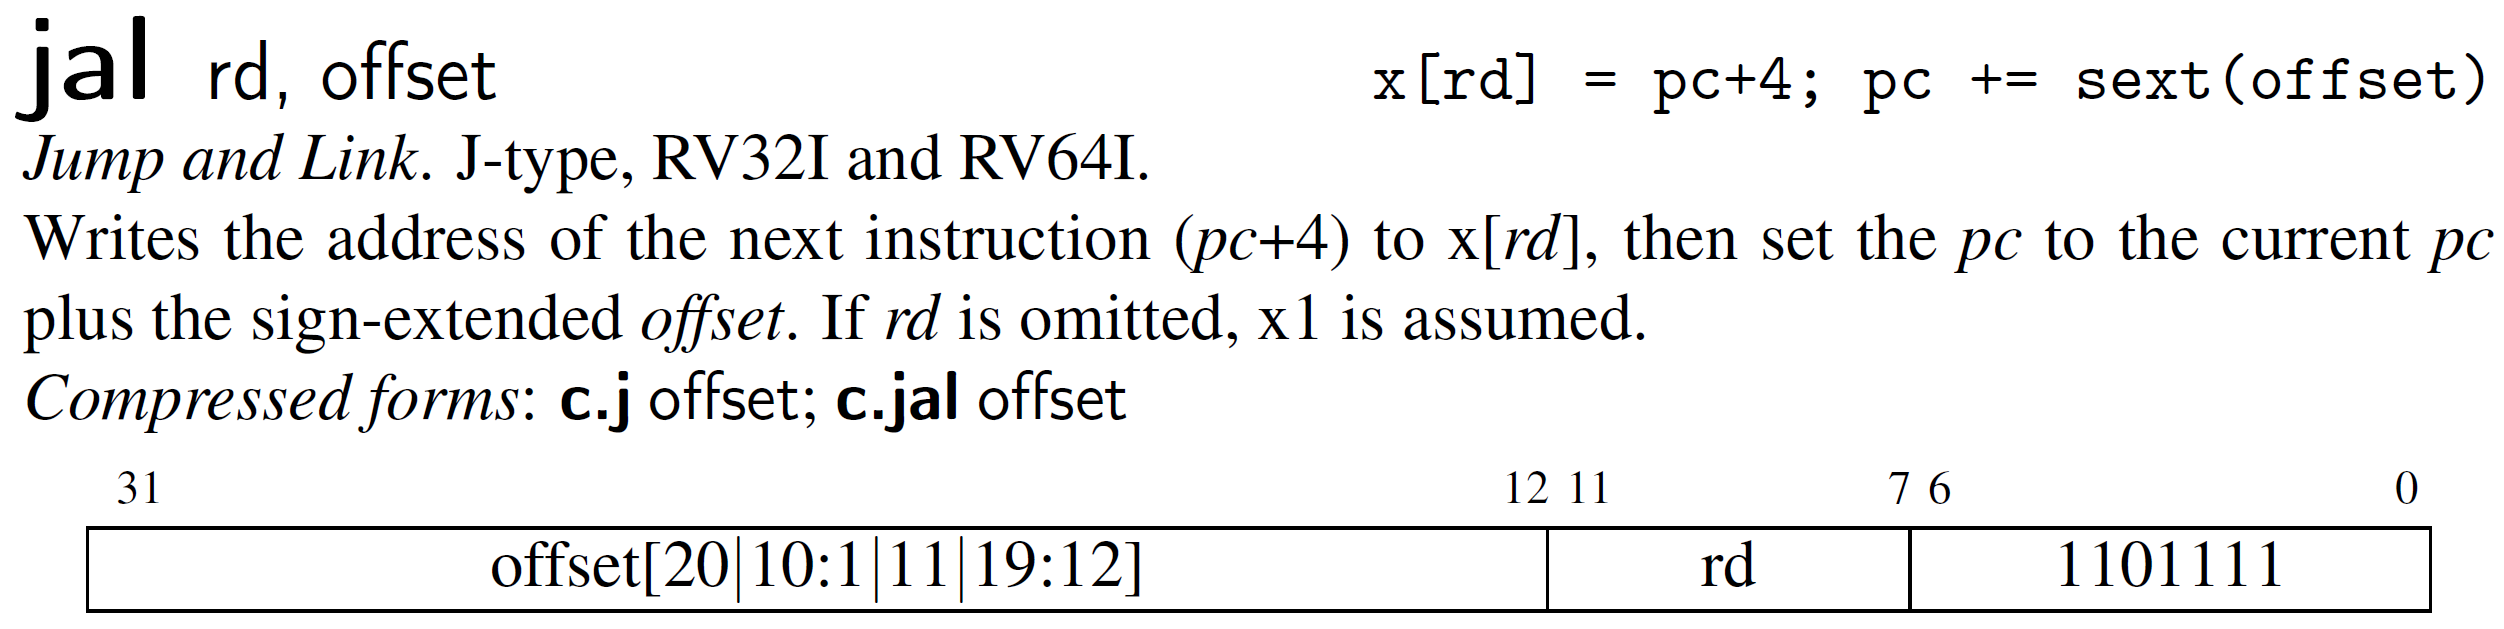 jal rd, offset x[rd] = pc+4; pc += sext(offset)
Jump and Link. J-type, RV32I and RV64I.
Writes the address of the next instruction (pc+4) to x[rd], then set the pc to the current pc
plus the sign-extended offset. If rd is omitted, x1 is assumed.
Compressed forms: c.j offset; c.jal offset
31 12 11 7 6 0
offset[20|10:1|11|19:12] rd 1101111